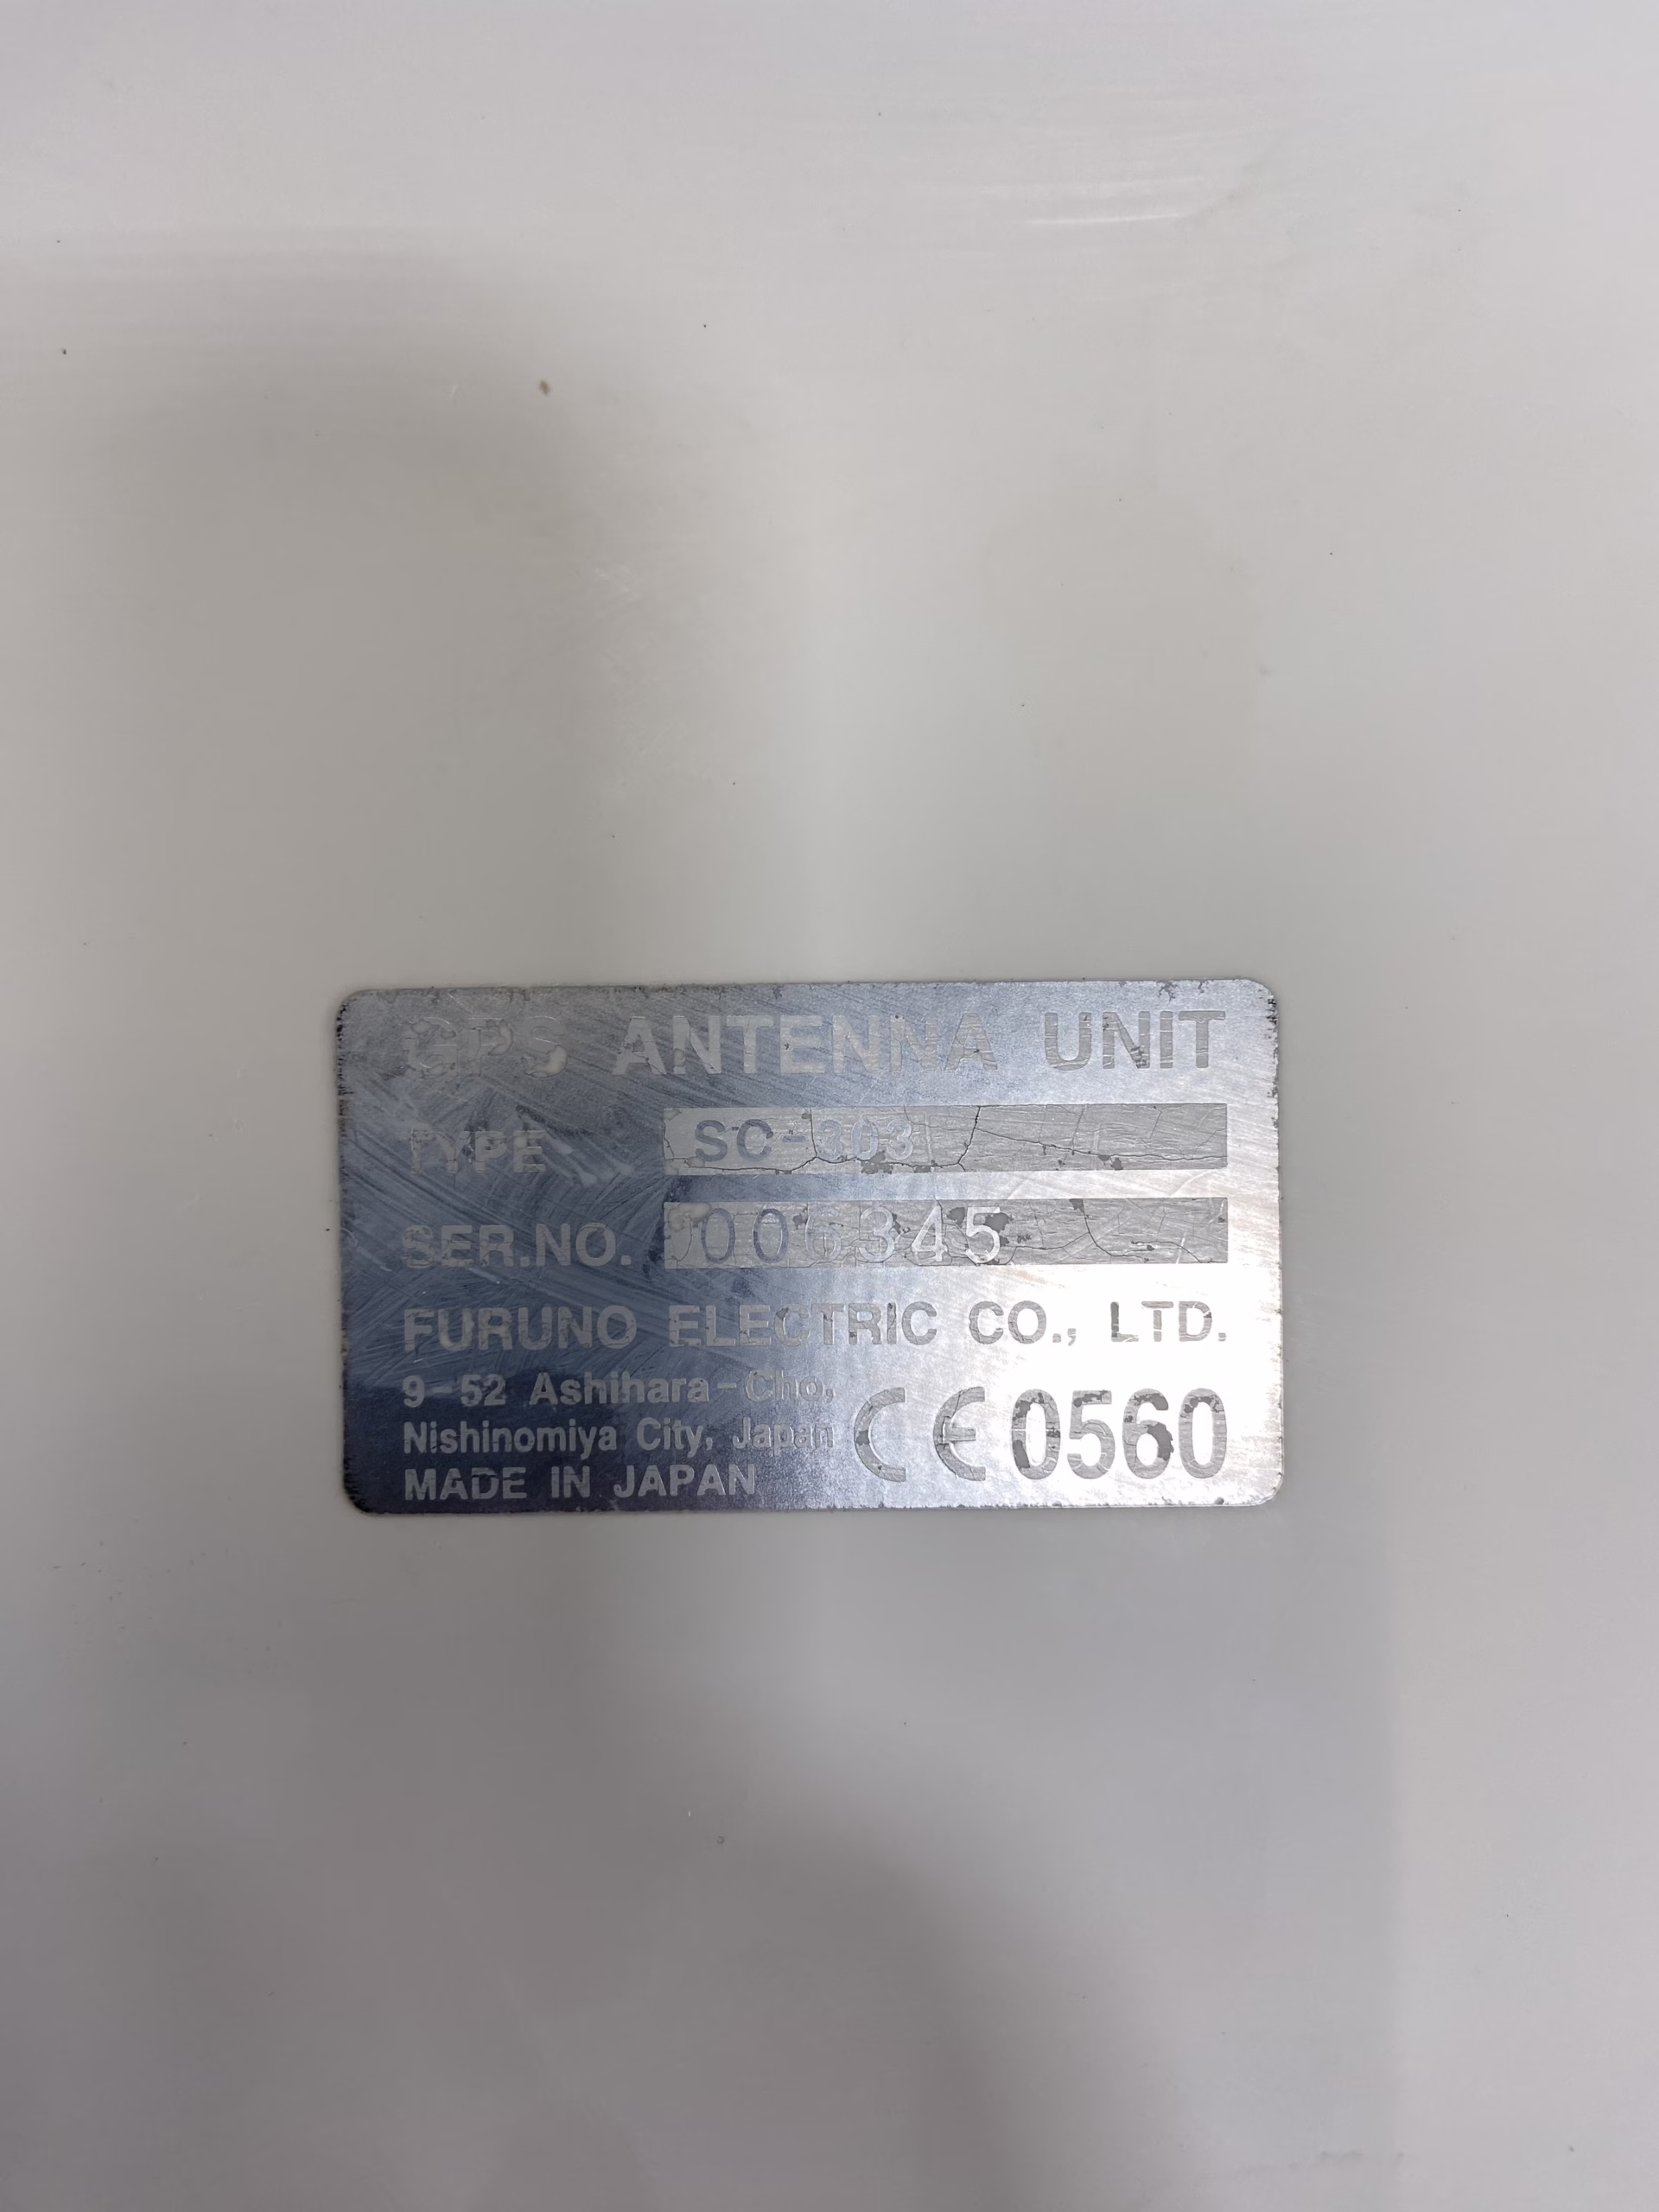 GPS ANTENNA UNIT
TYPE SC-303
SER.NO. 006345
FURUNO ELECTRIC CO., LTD.
9-52 Ashihara-Cho,
Nishinomiya City, Japan
MADE IN JAPAN
CE 0560